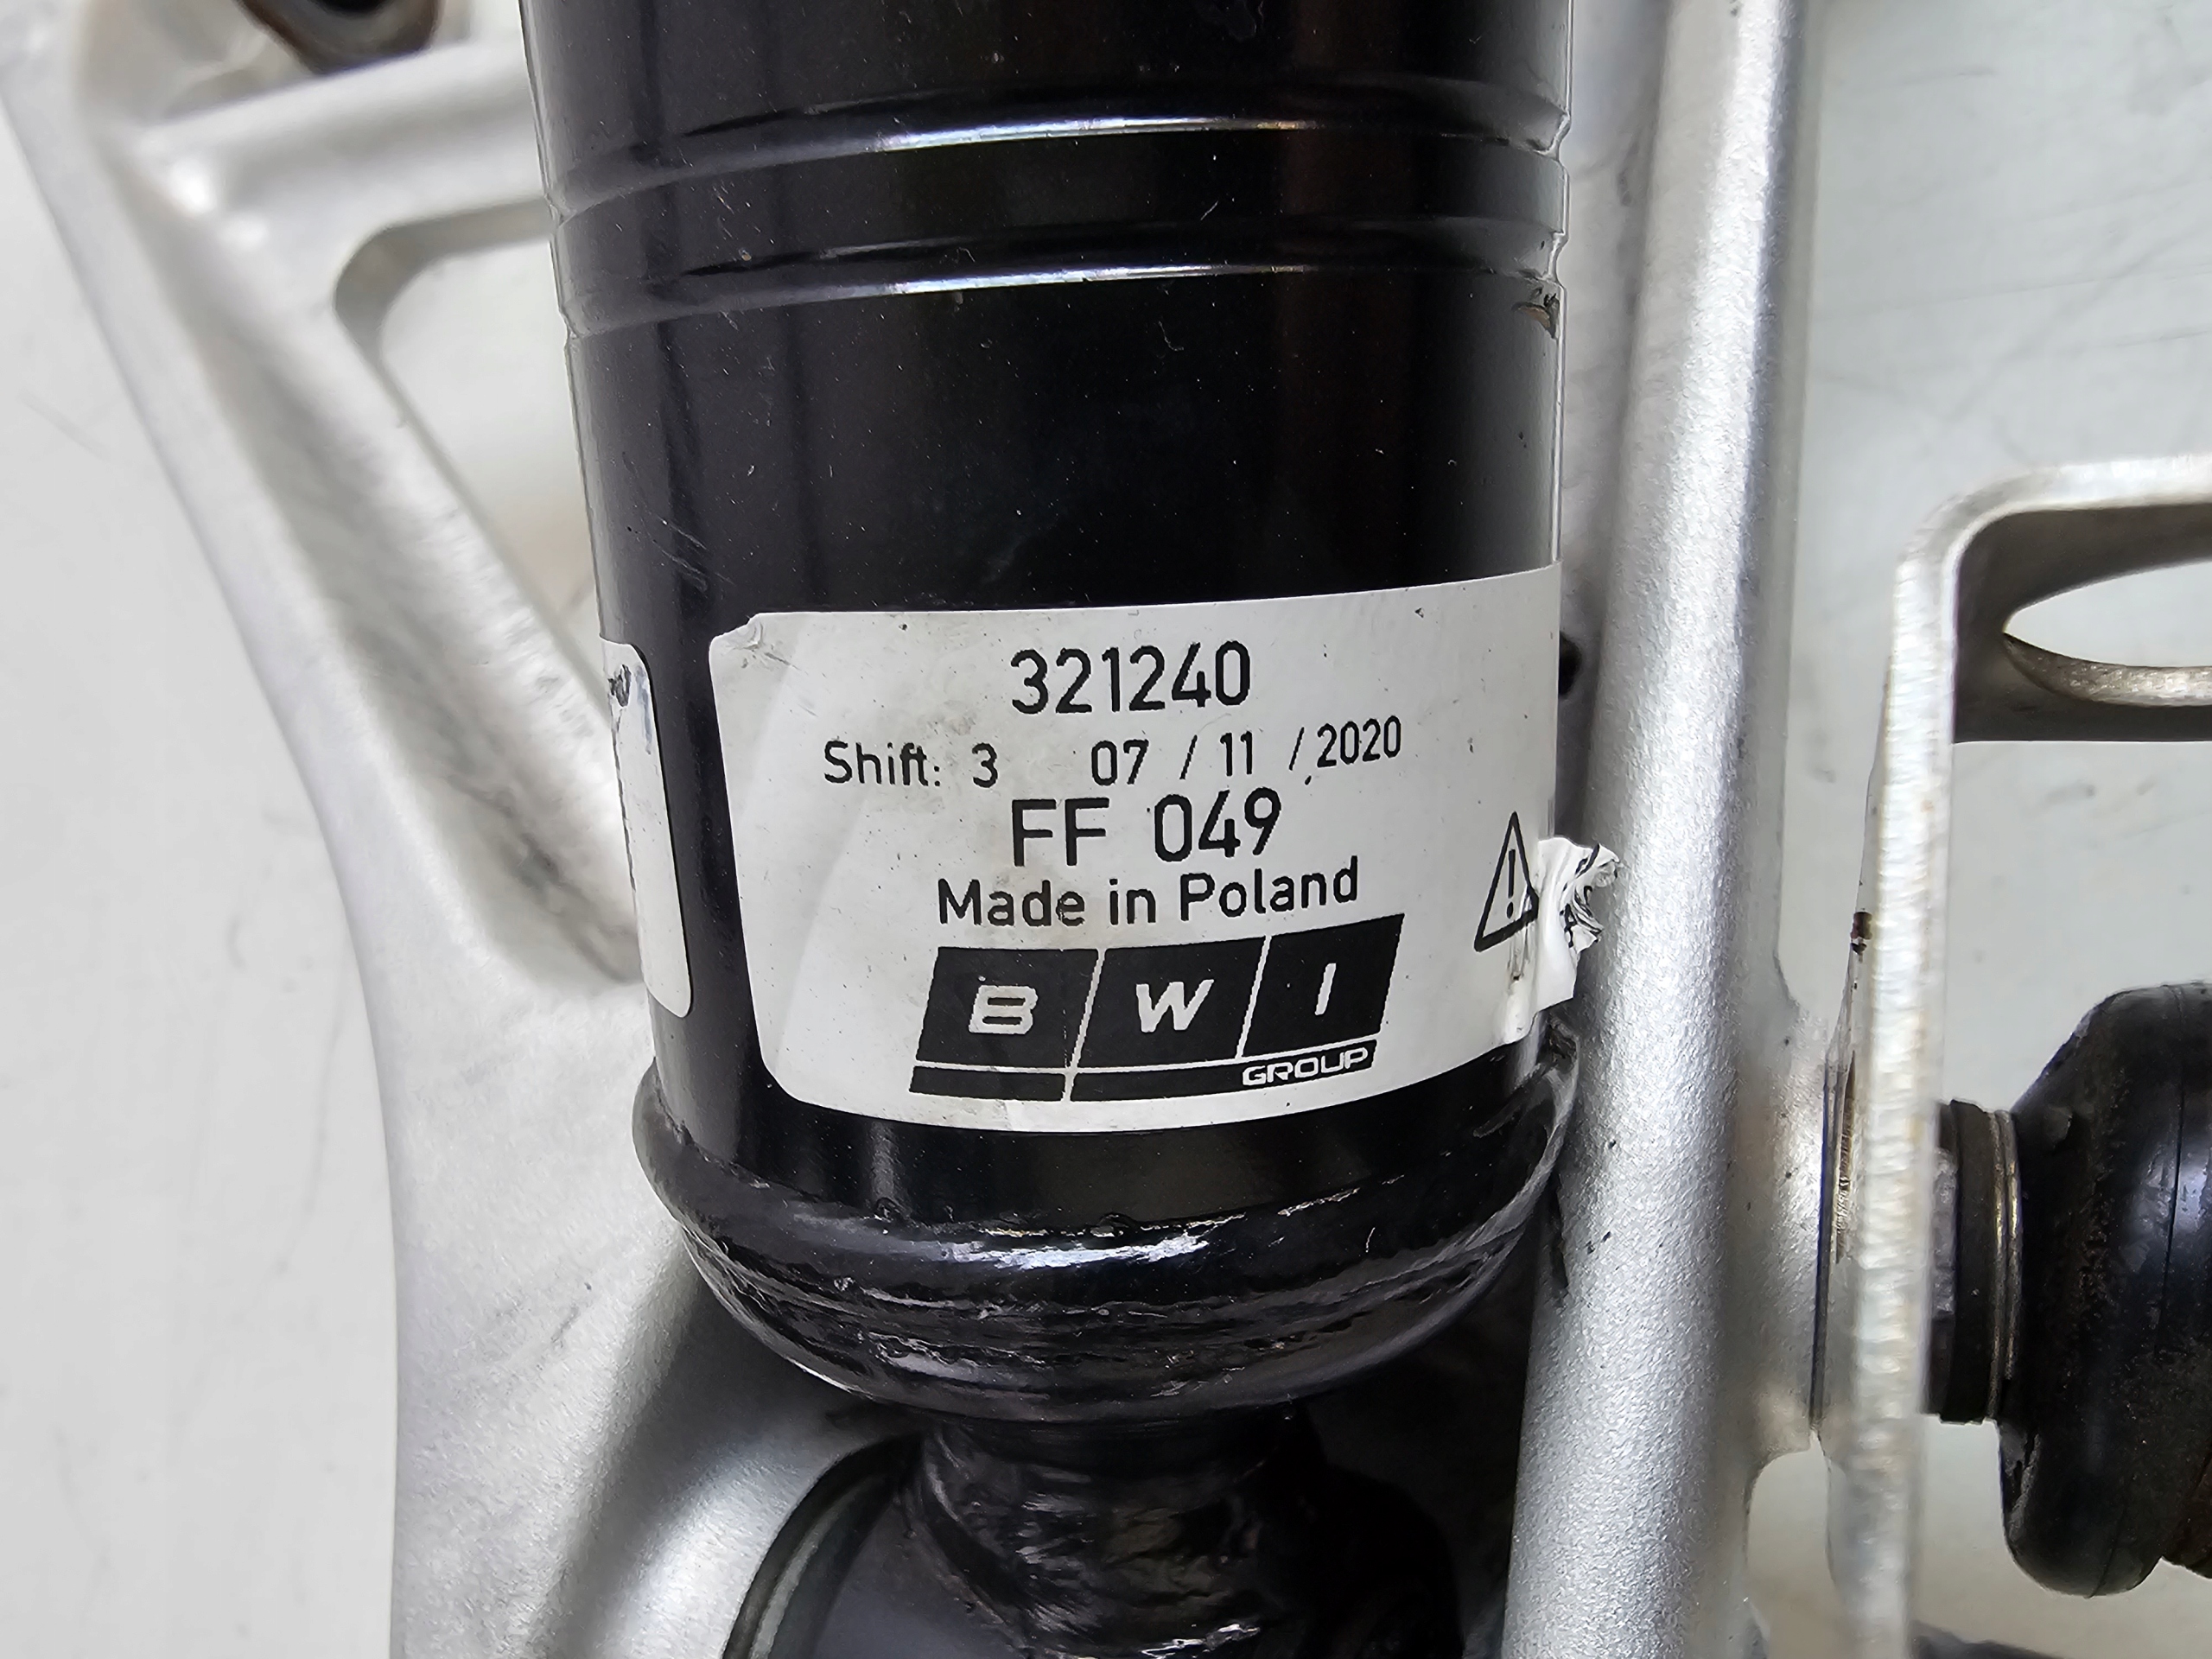 321240
Shift: 3 07 / 11 / 2020
FF 049
Made in Poland
BWI
GROUP